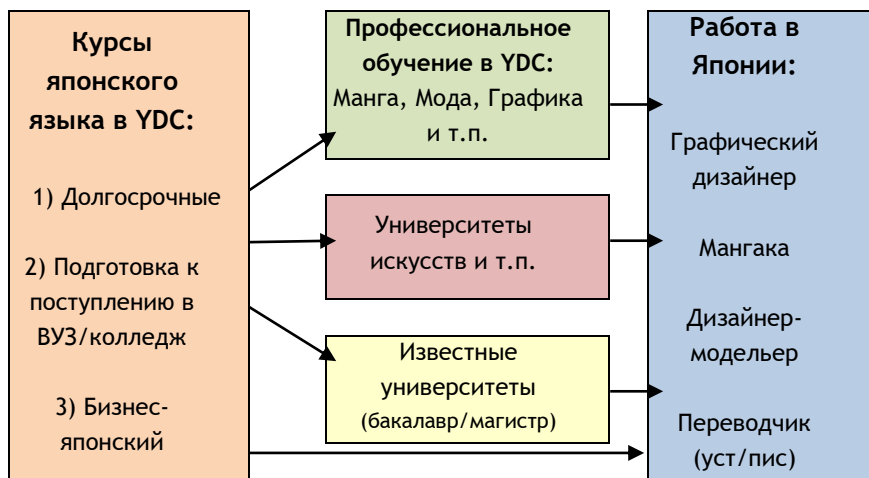 Курсы
японского
языка в YDC:
1) Долгосрочные
2) Подготовка к
поступлению в
ВУЗ/колледж
3) Бизнес-
японский
Профессиональное
обучение в YDC:
Манга, Мода, Графика
и т.п.
Университеты
искусств и т.п.
Известные
университеты
(бакалавр/магистр)
Работа в
Японии:
Графический
дизайнер
Мангака
Дизайнер-
модельер
Переводчик
(уст/пис)